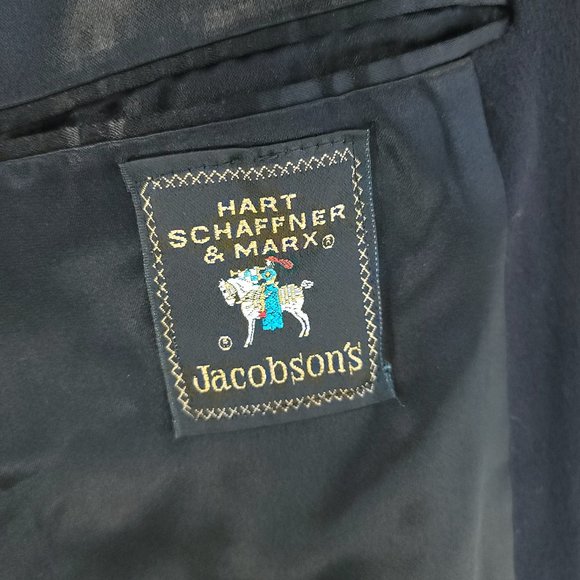 HART
SCHAFFNER
& MARX®
®
Jacobson's